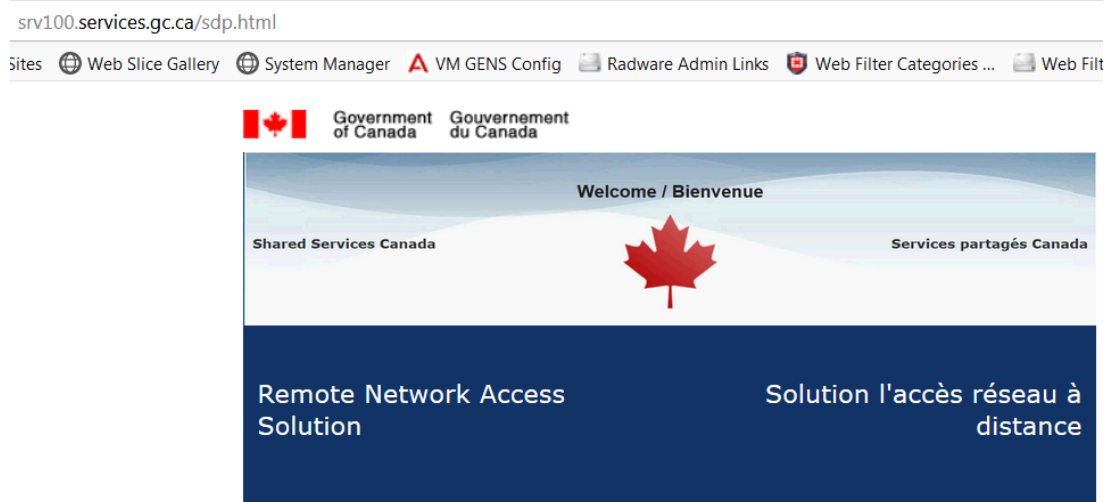 srv100.services.gc.ca/sdp.html
Sites Web Slice Gallery System Manager VM GENS Config Radware Admin Links Web Filter Categories ... Web Filt
Government Gouvernement
of Canada du Canada
Welcome / Bienvenue
Shared Services Canada Services partagés Canada
Remote Network Access
Solution
Solution l'accès réseau à
distance